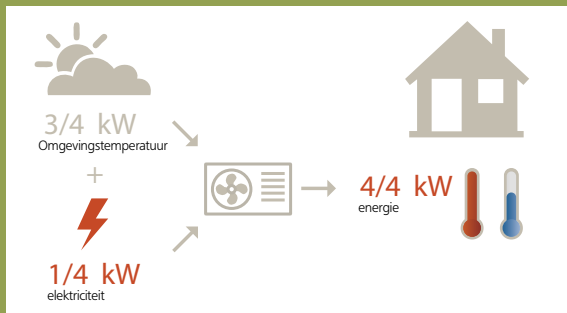 3/4 kW
Omgevingstemperatuur
+
1/4 kW
elektriciteit
4/4 kW
energie